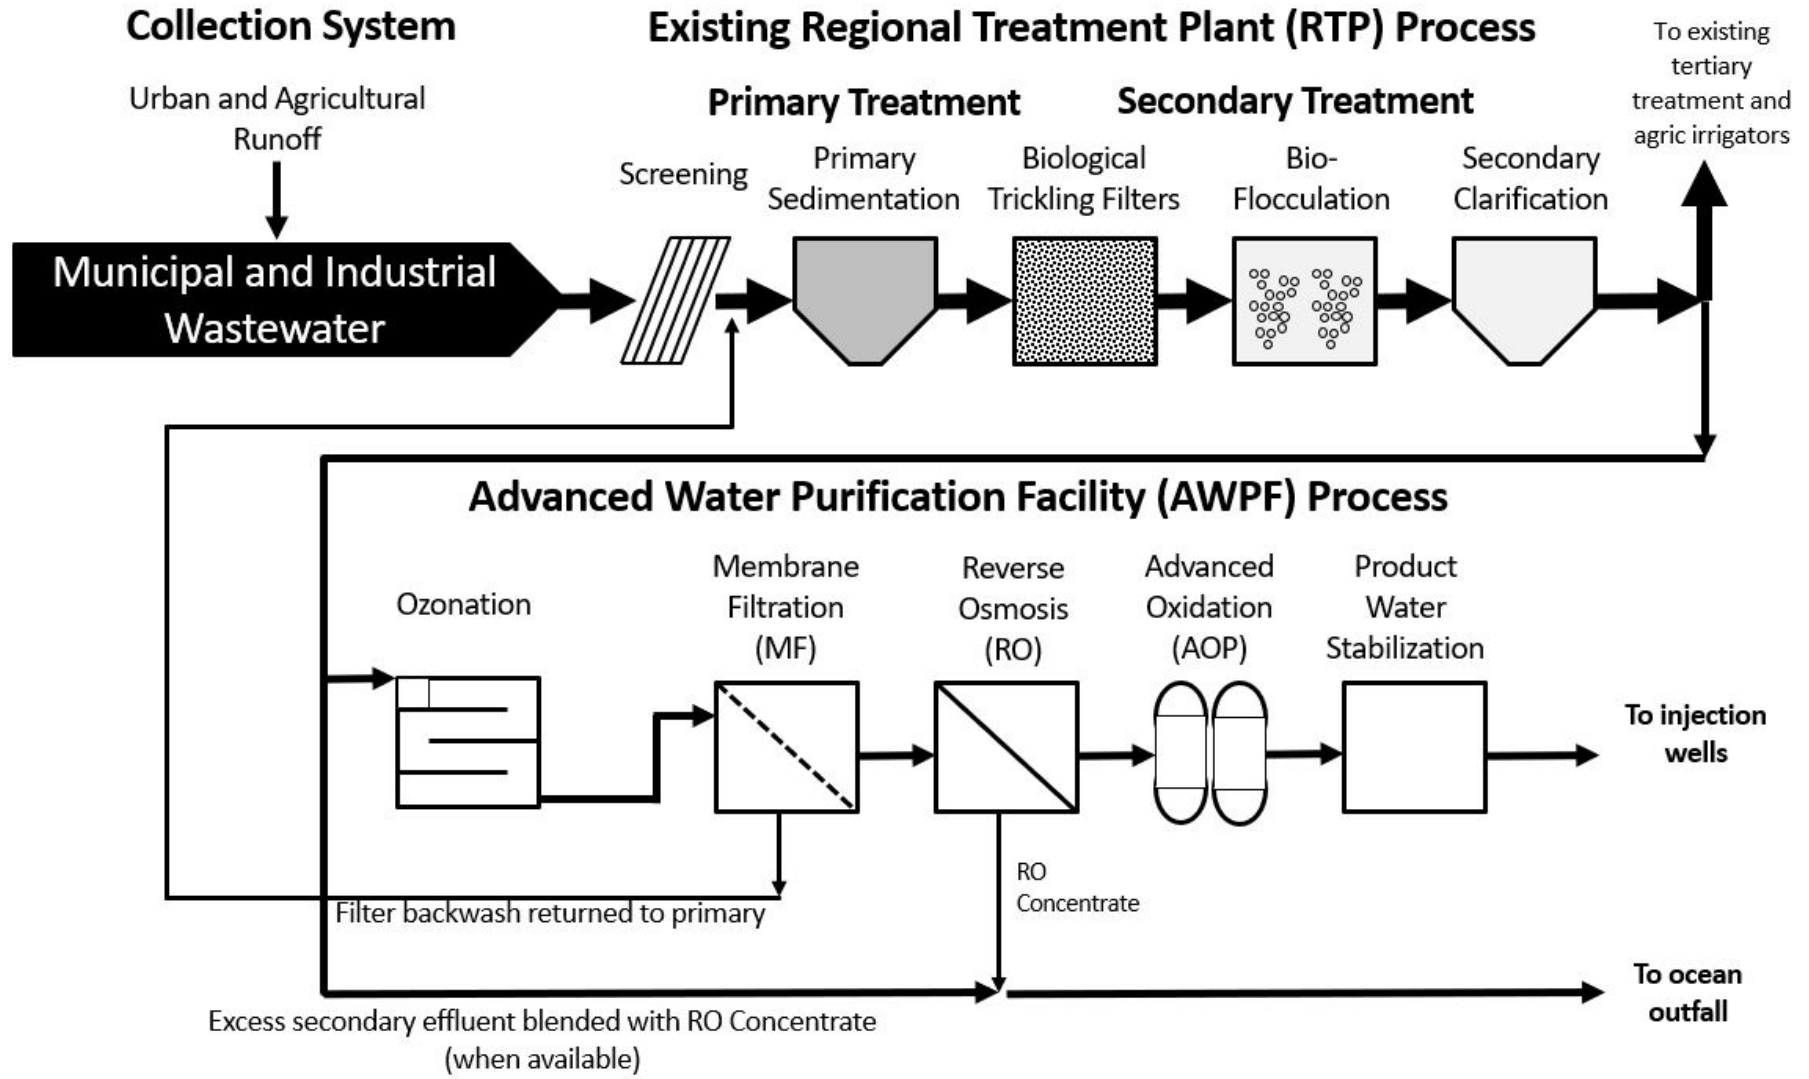 Collection System
Existing Regional Treatment Plant (RTP) Process
To existing
tertiary
treatment and
agric irrigators
Urban and Agricultural
Runoff
Primary Treatment
Secondary Treatment
Screening
Primary
Sedimentation
Biological
Trickling Filters
Bio-
Flocculation
Secondary
Clarification
Municipal and Industrial
Wastewater
Advanced Water Purification Facility (AWPF) Process
Ozonation
Membrane
Filtration
(MF)
Reverse
Osmosis
(RO)
Advanced
Oxidation
(AOP)
Product
Water
Stabilization
To injection
wells
RO
Concentrate
Filter backwash returned to primary
To ocean
outfall
Excess secondary effluent blended with RO Concentrate
(when available)